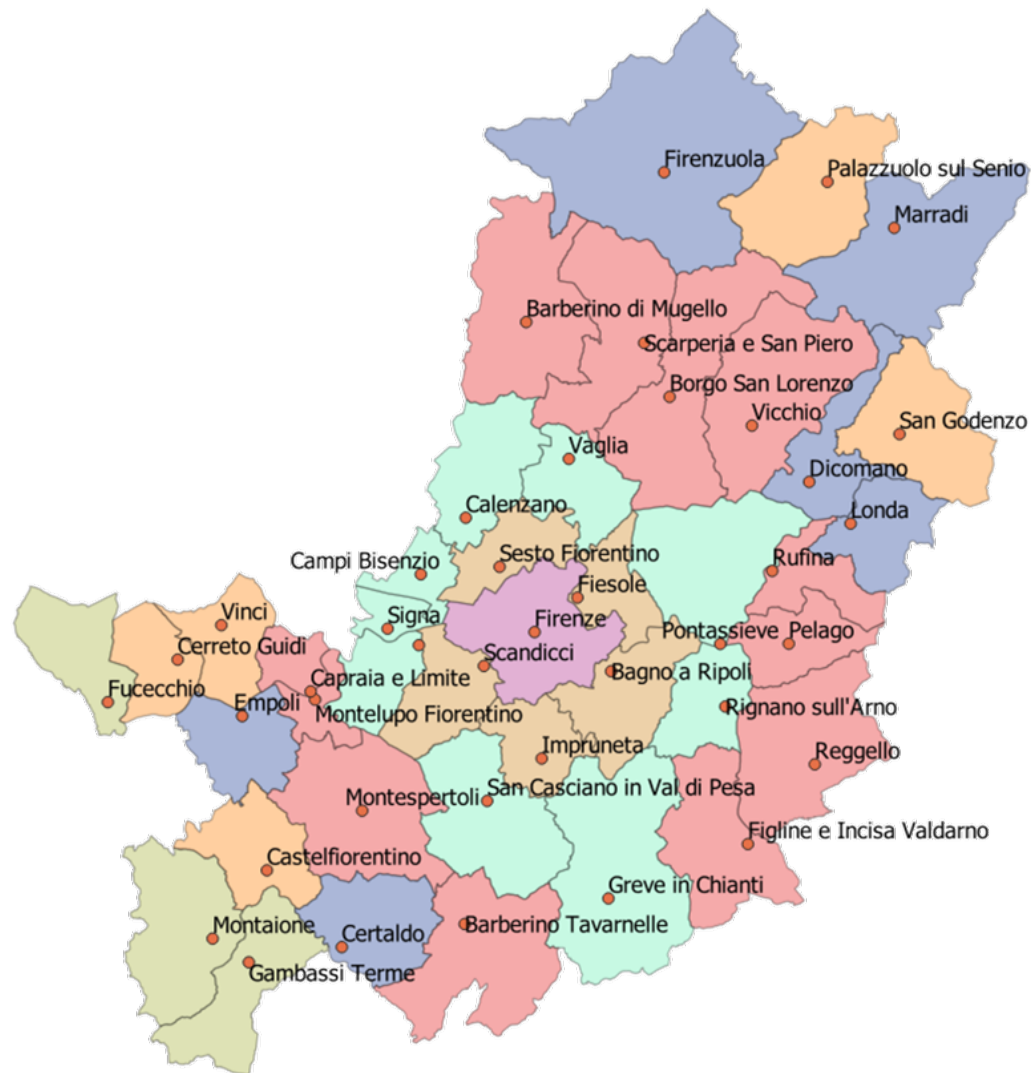 Firenzuola
Palazzuolo sul Senio
Marradi
Barberino di Mugello
Scarperia e San Piero
Borgo San Lorenzo
Vicchio
San Godenzo
Vaglia
Dicomano
Calenzano
Londa
Campi Bisenzio
Sesto Fiorentino
Rufina
Fiesole
Vinci
Signa
Firenze
Pontassieve
Pelago
Cerreto Guidi
Scandicci
Capraia e Limite
Bagno a Ripoli
Fucecchio
Empoli
Montelupo Fiorentino
Rignano sull'Arno
Impruneta
Reggello
San Casciano in Val di Pesa
Montespertoli
Figline e Incisa Valdarno
Castelfiorentino
Greve in Chianti
Montaione
Certaldo
Barberino Tavarnelle
Gambassi Terme